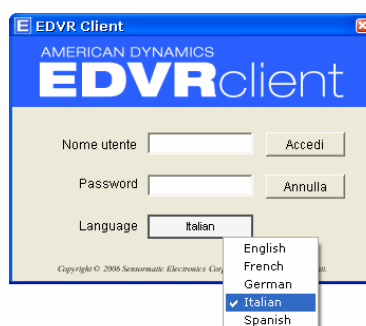 E EDVR Client
AMERICAN DYNAMICS
EDVRclient
Nome utente
Accedi
Password
Annulla
Language
Italian
English
French
German
✓ Italian
Spanish
Copyright © 2006 Sensormatic Electronics